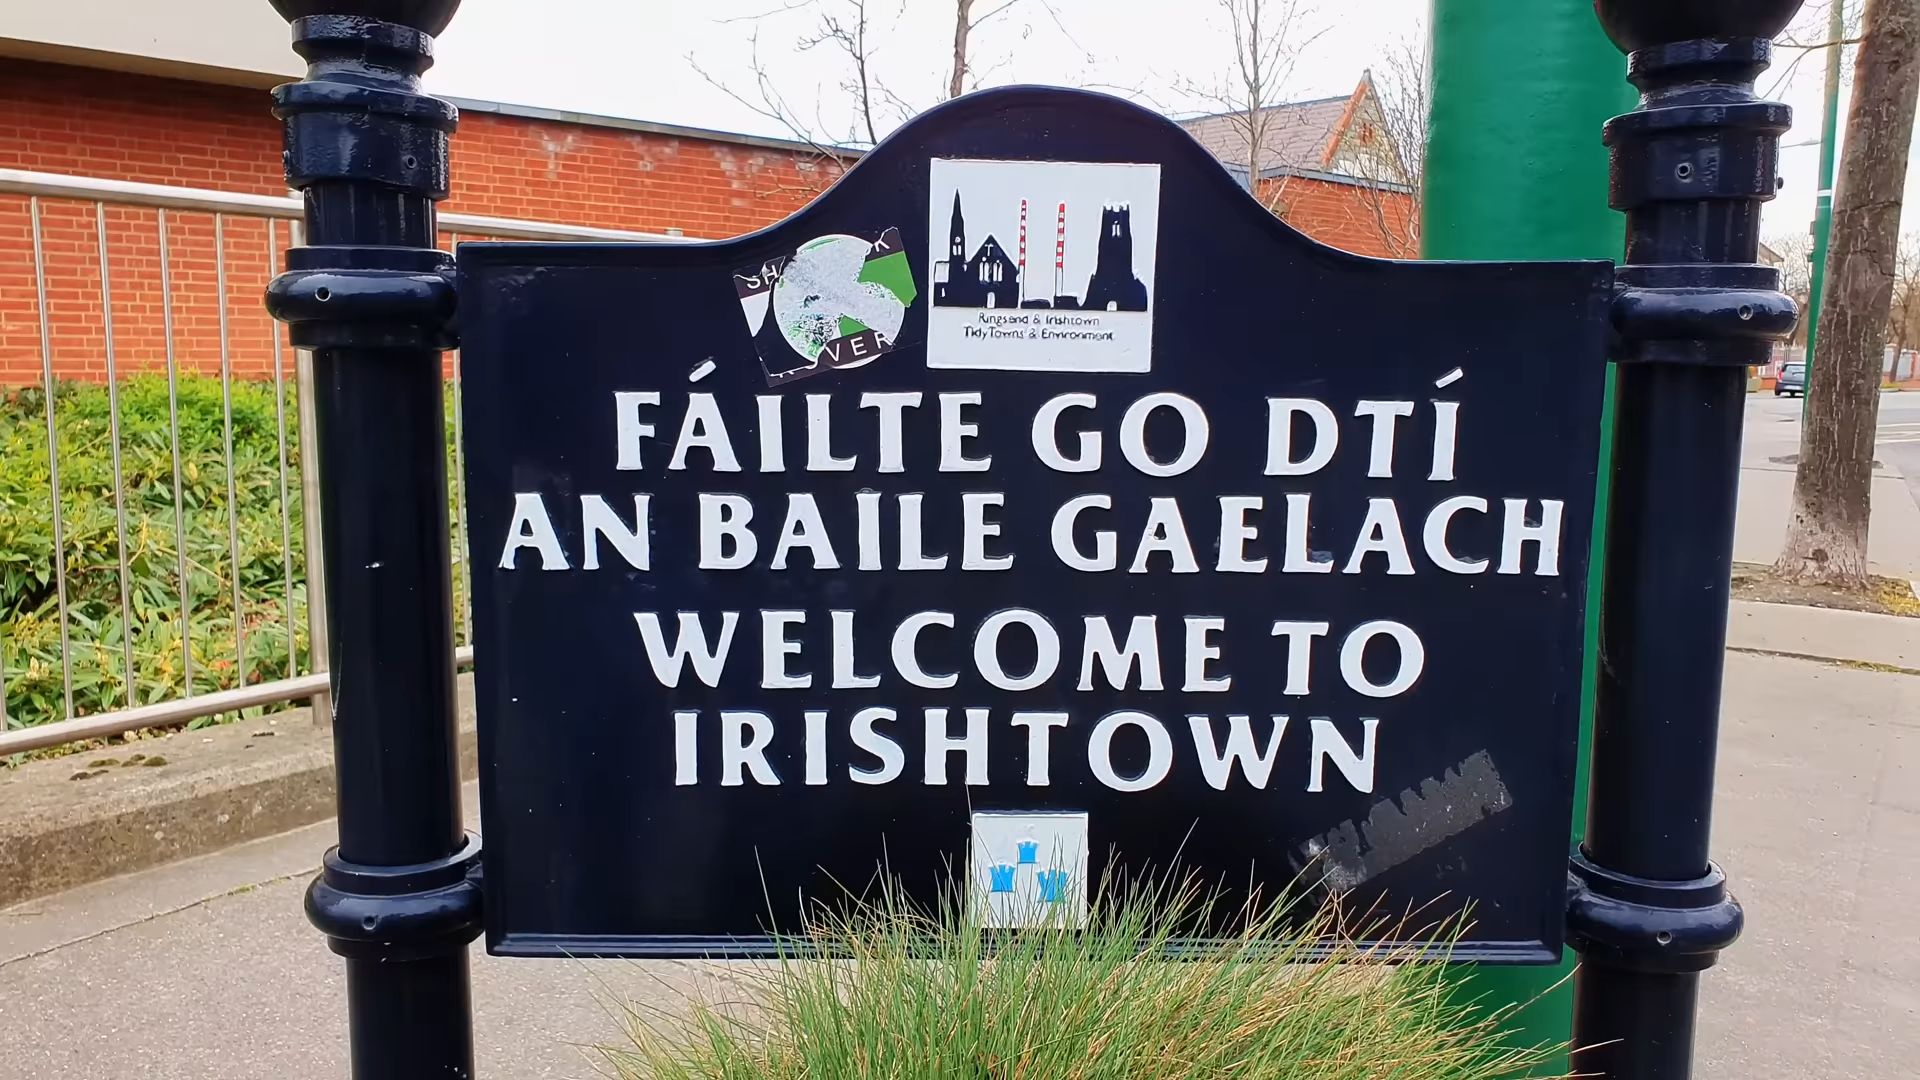 Ringsend & Irishtown
Tidy Towns & Environment
FÁILTE GO DTÍ
AN BAILE GAELACH
WELCOME TO
IRISHTOWN